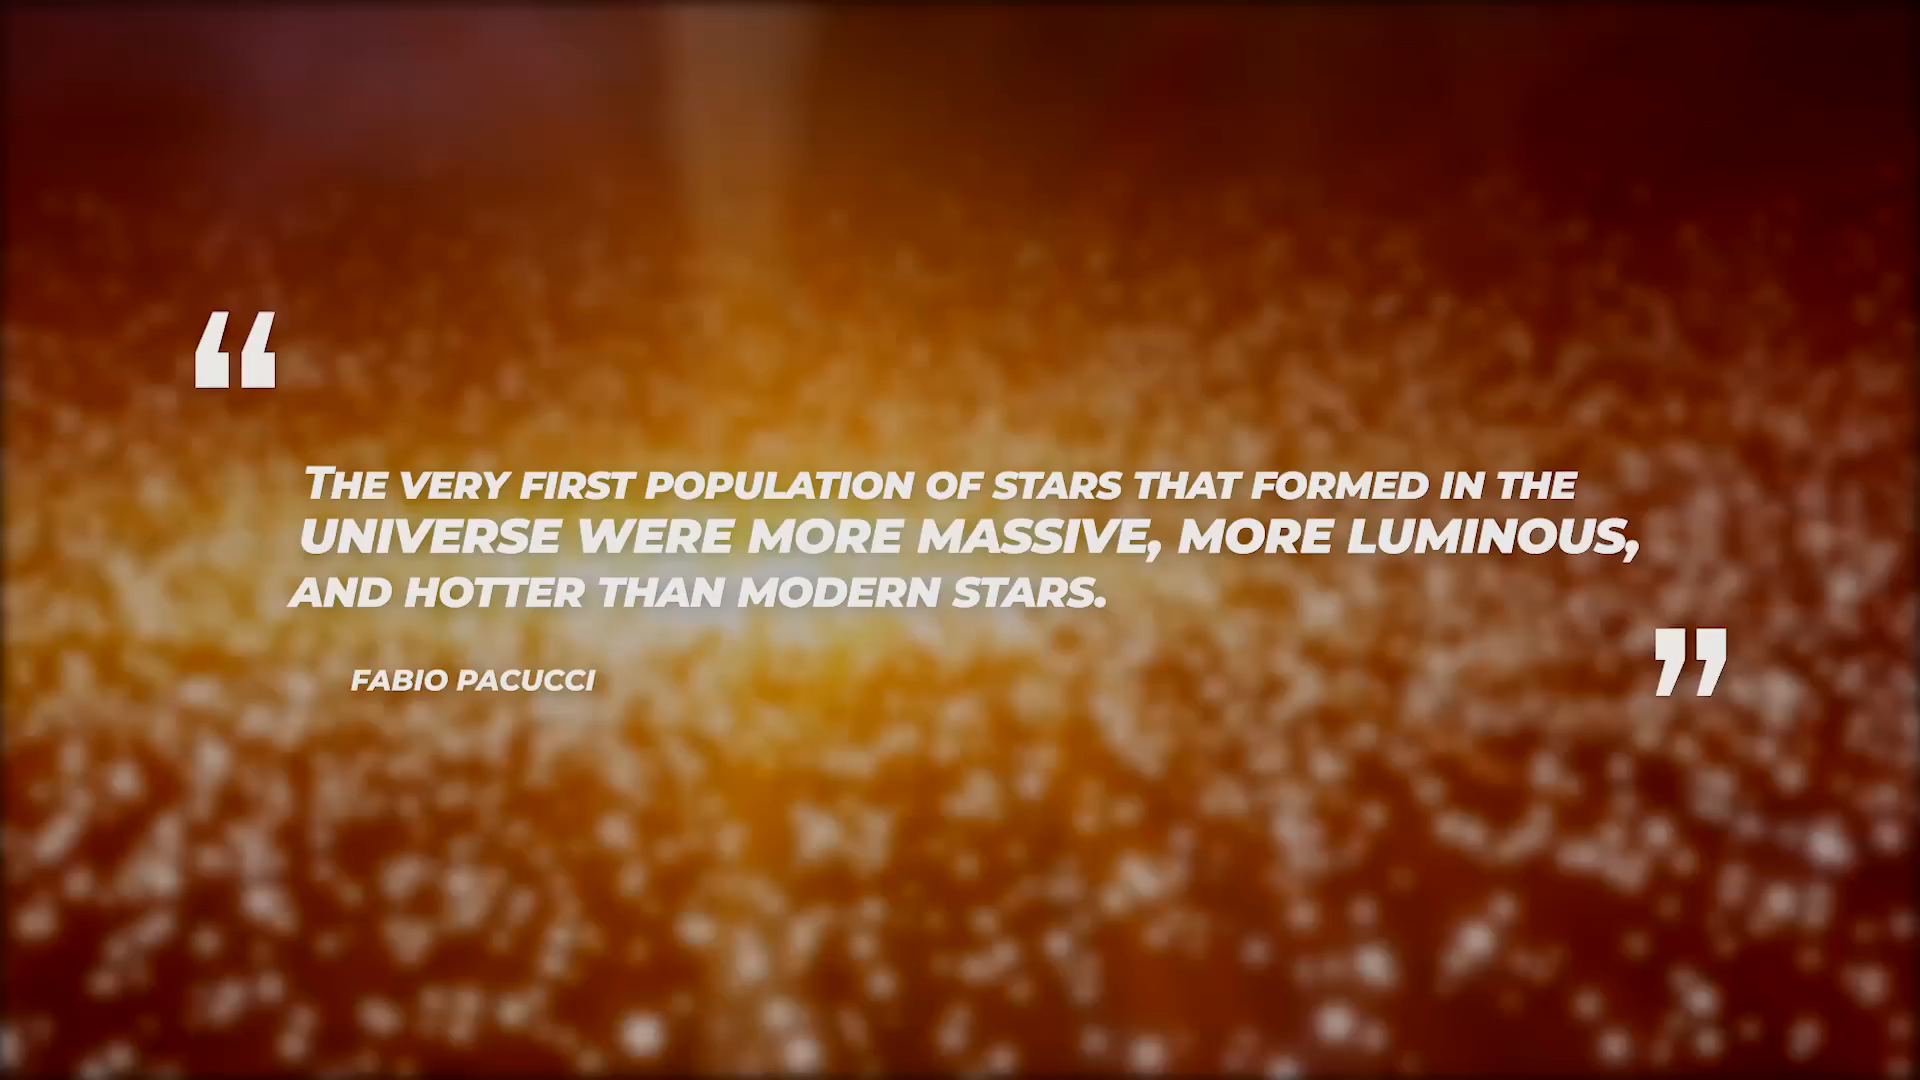 “
THE VERY FIRST POPULATION OF STARS THAT FORMED IN THE
UNIVERSE WERE MORE MASSIVE, MORE LUMINOUS,
AND HOTTER THAN MODERN STARS.
”
FABIO PACUCCI